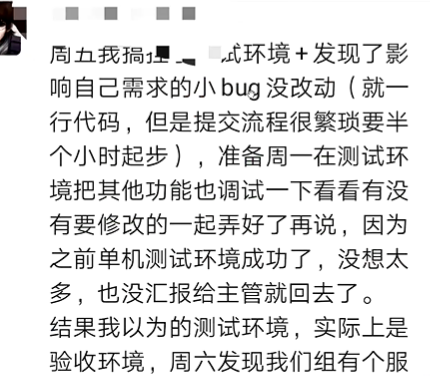 周五我搞挂 试环境+发现了影
响自己需求的小bug没改动（就一
行代码，但是提交流程很繁琐要半
个小时起步），准备周一在测试环
境把其他功能也调试一下看看有没
有要修改的一起弄好了再说，因为
之前单机测试环境成功了，没想太
多，也没汇报给主管就回去了。
结果我以为的测试环境，实际上是
验收环境，周六发现我们组有个服